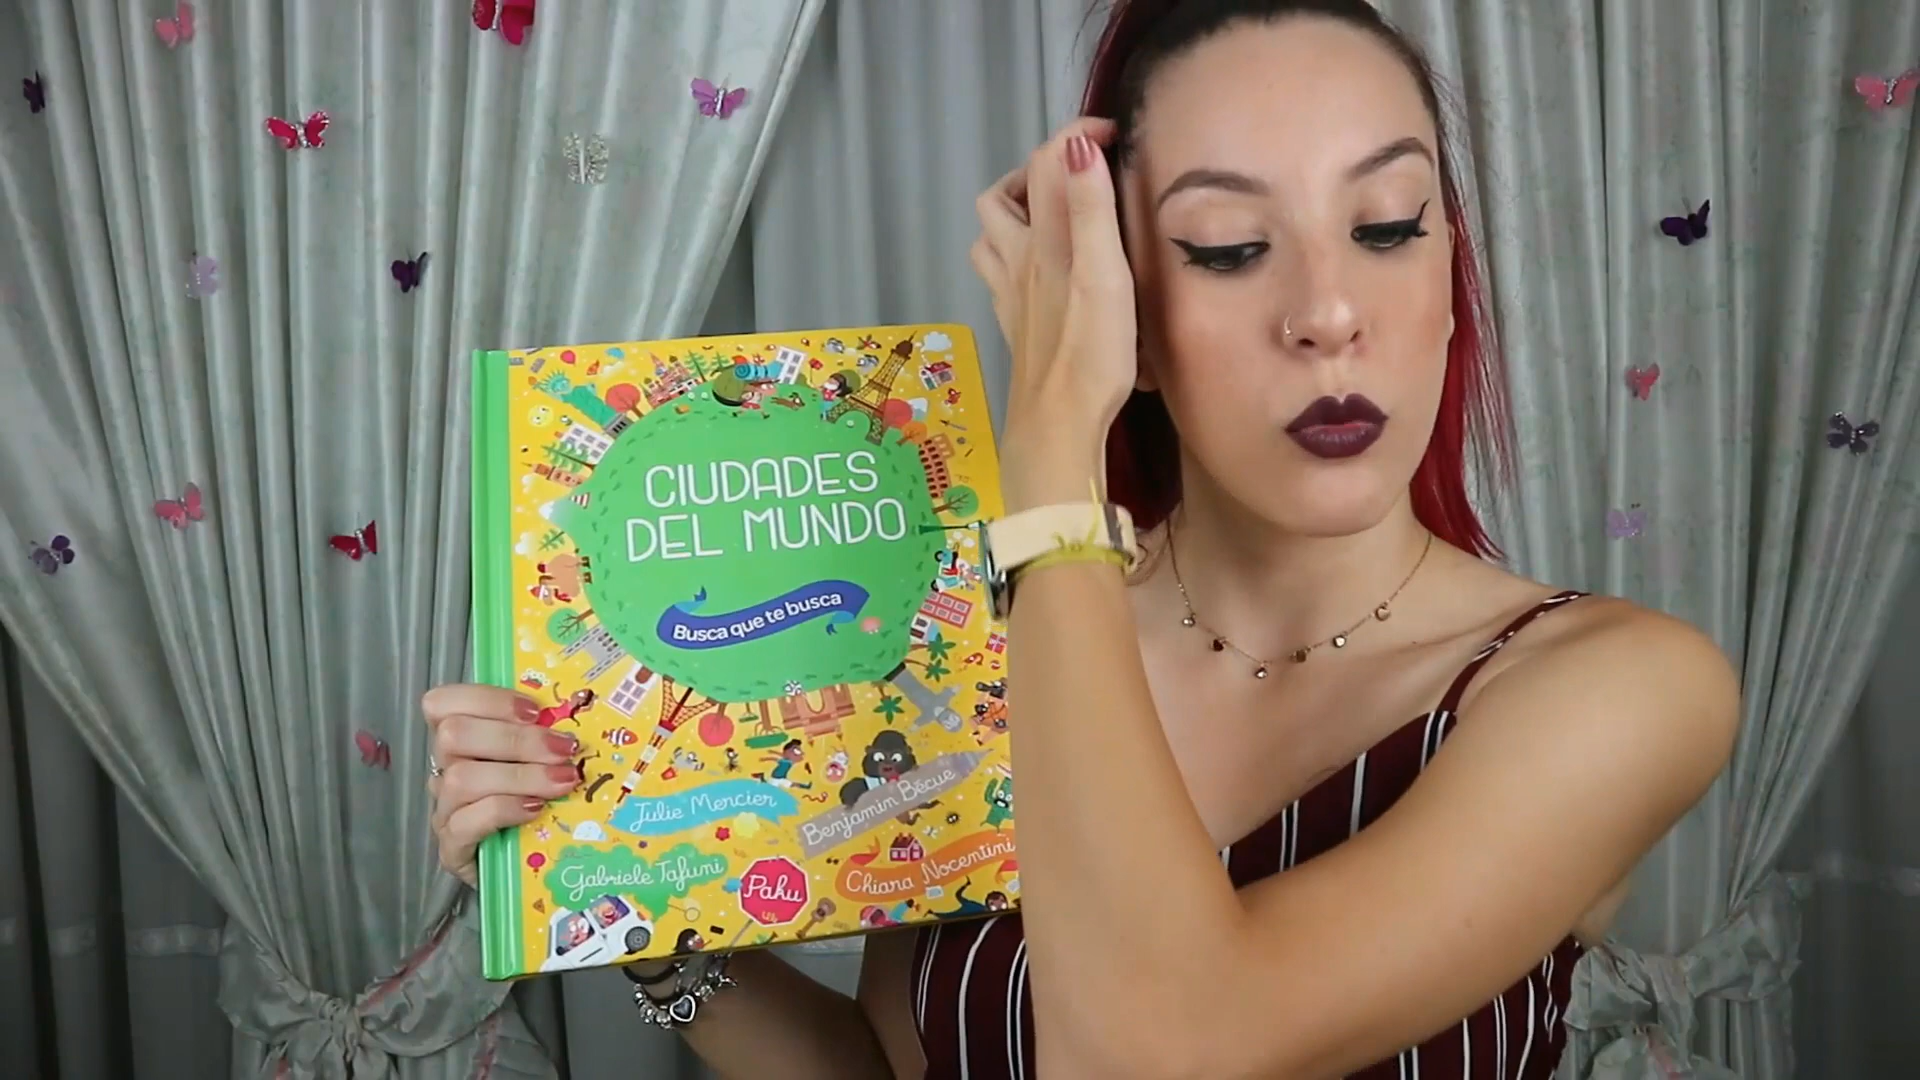 CIUDADES
DEL MUNDO
Busca que te busca
Julie Mercier
Benjamin Bécue
Gabriele Tafuni
Pahu
Chiara Nocentini